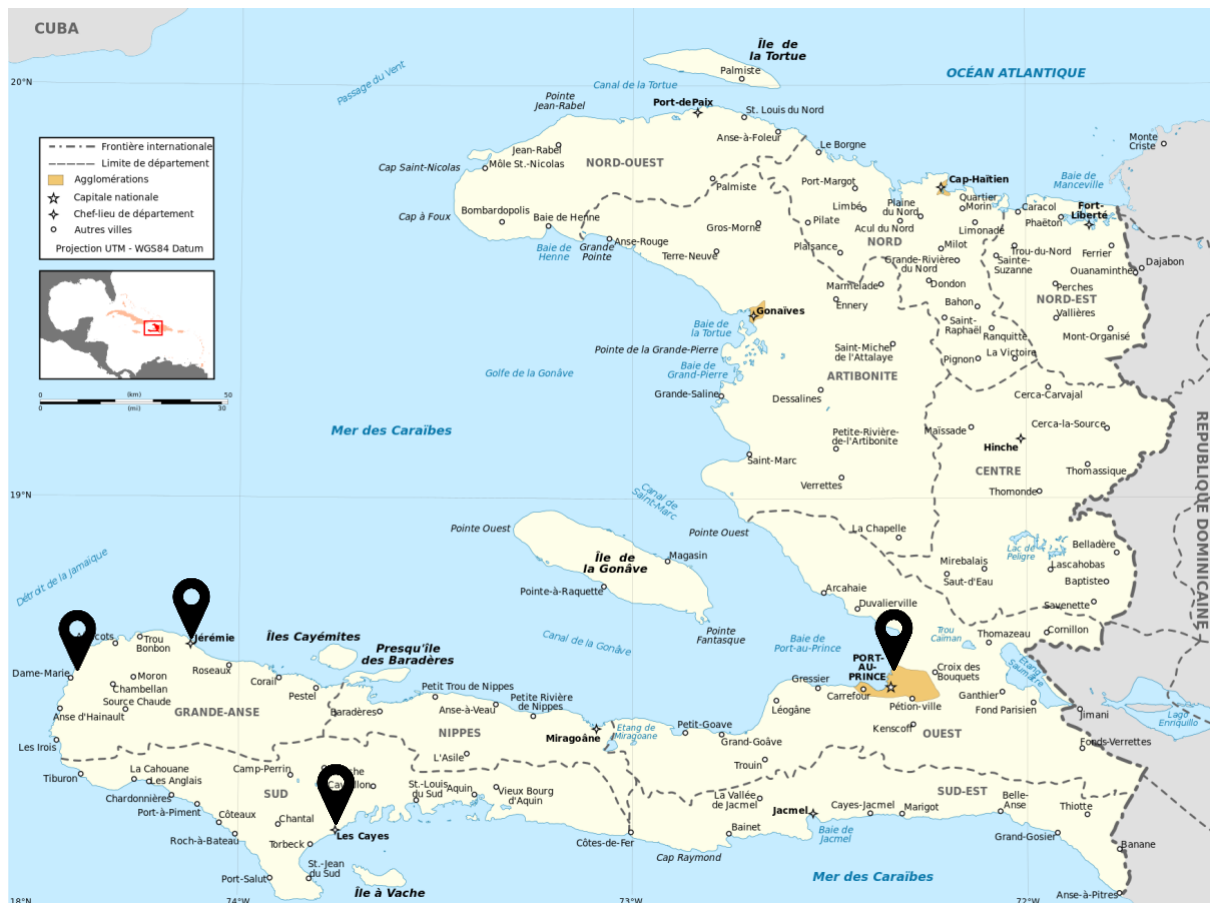 CUBA
Île de
la Tortue
Palmiste
OCÉAN ATLANTIQUE
20°N
Passage du Vent
Canal de la Tortue
Pointe
Jean-Rabel
Port-dePaix
St. Louis du Nord
Anse-à-Foleur
Le Borgne
Monte
Criste
Frontière internationale
Limite de département
Agglomérations
Capitale nationale
Chef-lieu de département
Autres villes
Projection UTM - WGS84 Datum
Jean-Rabel
Cap Saint-Nicolas
Môle St.-Nicolas
NORD-OUEST
Palmiste
Port-Margot
Cap-Haïtien
Baie de
Manceville
Cap à Foux
Bombardopolis
Baie de Henne
Limbé
Plaine
du Nord
Quartier
Morin
Caracol
Fort-
Liberté
Phaëton
Pilate
Acul du Nord
Limonade
Gros-Morne
Anse-Rouge
Baie de
Henne
Grande
Pointe
Terre-Neuve
Plaisance
NORD
Milot
Trou-du-Nord
Ferrier
Grande-Rivière
du Nord
Sainte-
Suzanne
Ouanaminthe
Dajabon
Marmelade
Dondon
Perches
Ennery
Bahon
NORD-EST
Gonaïves
Saint-
Raphaël
Vallières
Baie de
la Tortue
Ranquitte
Mont-Organisé
Pointe de la Grande-Pierre
Saint-Michel
de l'Attalaye
Pignon
La Victoire
Golfe de la Gonâve
Baie de
Grand-Pierre
ARTIBONITE
(km)
50
0
0
(mi)
30
Grande-Saline
Dessalines
Cerca-Carvajal
Mer des Caraïbes
Petite-Rivière-
de-l'Artibonite
Maïssade
Cerca-la-Source
Hinche
REPUBLIQUE DOMINICAINE
Saint-Marc
CENTRE
Thomassique
Verrettes
Thomonde
19°N
Canal de
Saint-Marc
Pointe Ouest
Pointe Ouest
La Chapelle
Île de
la Gonâve
Magasin
Lac de
Peligre
Belladère
Mirebalais
Lascahobas
Saut-d'Eau
Baptiste
Détroit de la Jamaïque
Pointe-à-Raquette
Arcahaie
Duvalierville
Savenette
Pointe
Fantasque
Trou
Caïman
Thomazeau
Cornillon
Trou
Bonbon
Jérémie
Îles Cayémites
Canal de la Gonâve
Baie de
Port-au-Prince
Presqu'île
des Baradères
PORT-
AU-
PRINCE
Croix des
Bouquets
Etang
Saumâtre
Dame-Marie
Moron
Roseaux
Corail
Chambellan
Pestel
Petit Trou de Nippes
Gressier
Carrefour
Ganthier
Source Chaude
Anse-à-Veau
Petite Rivière
de Nippes
Léogâne
Pétion-ville
Fond Parisien
Jimani
Lago
Enriquillo
Anse d'Hainault
GRANDE-ANSE
Baradères
NIPPES
Miragoâne
Etang de
Miragoane
Petit-Goave
Grand-Goâve
Kenscoff
OUEST
Les Irois
L'Asile
Fonds-Verrettes
Tiburon
La Cahouane
Les Anglais
Camp-Perrin
Trouin
Chardonnières
SUD
St.-Louis
du Sud
Aquin
Vieux Bourg
d'Aquin
La Vallée
de Jacmel
SUD-EST
Belle-
Anse
Port-à-Piment
Jacmel
Cayes-Jacmel
Marigot
Thiotte
Côteaux
Chantal
Roch-à-Bateau
Les Cayes
Côtes-de-Fer
Bainet
Baie de
Jacmel
Grand-Gosier
Torbeck
Banane
Cap Raymond
St.-Jean
du Sud
Port-Salut
Île à Vache
Mer des Caraïbes
Anse-à-Pitres
18°N
74°W
73°W
72°W